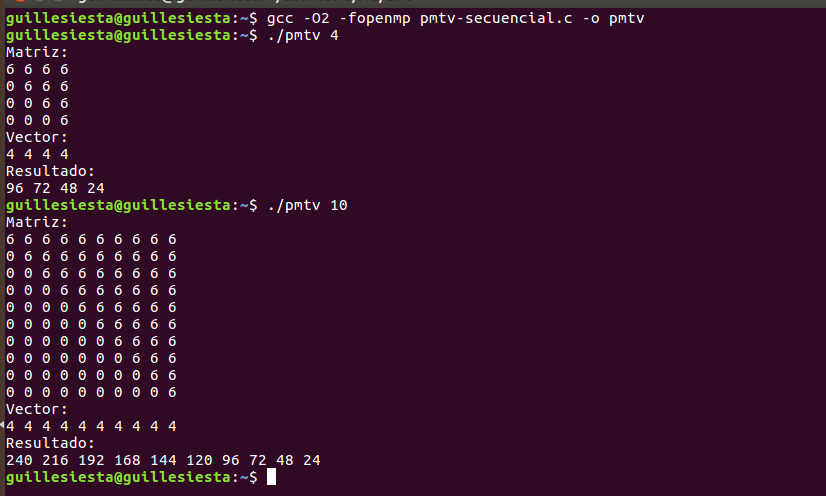 guillesiesta@guillesiesta:~$ gcc -O2 -fopenmp pmtv-secuencial.c -o pmtv
guillesiesta@guillesiesta:~$ ./pmtv 4
Matriz:
6 6 6 6
0 6 6 6
0 0 6 6
0 0 0 6
Vector:
4 4 4 4
Resultado:
96 72 48 24
guillesiesta@guillesiesta:~$ ./pmtv 10
Matriz:
6 6 6 6 6 6 6 6 6 6
0 6 6 6 6 6 6 6 6 6
0 0 6 6 6 6 6 6 6 6
0 0 0 6 6 6 6 6 6 6
0 0 0 0 6 6 6 6 6 6
0 0 0 0 0 6 6 6 6 6
0 0 0 0 0 0 6 6 6 6
0 0 0 0 0 0 0 6 6 6
0 0 0 0 0 0 0 0 6 6
0 0 0 0 0 0 0 0 0 6
Vector:
4 4 4 4 4 4 4 4 4 4
Resultado:
240 216 192 168 144 120 96 72 48 24
guillesiesta@guillesiesta:~$